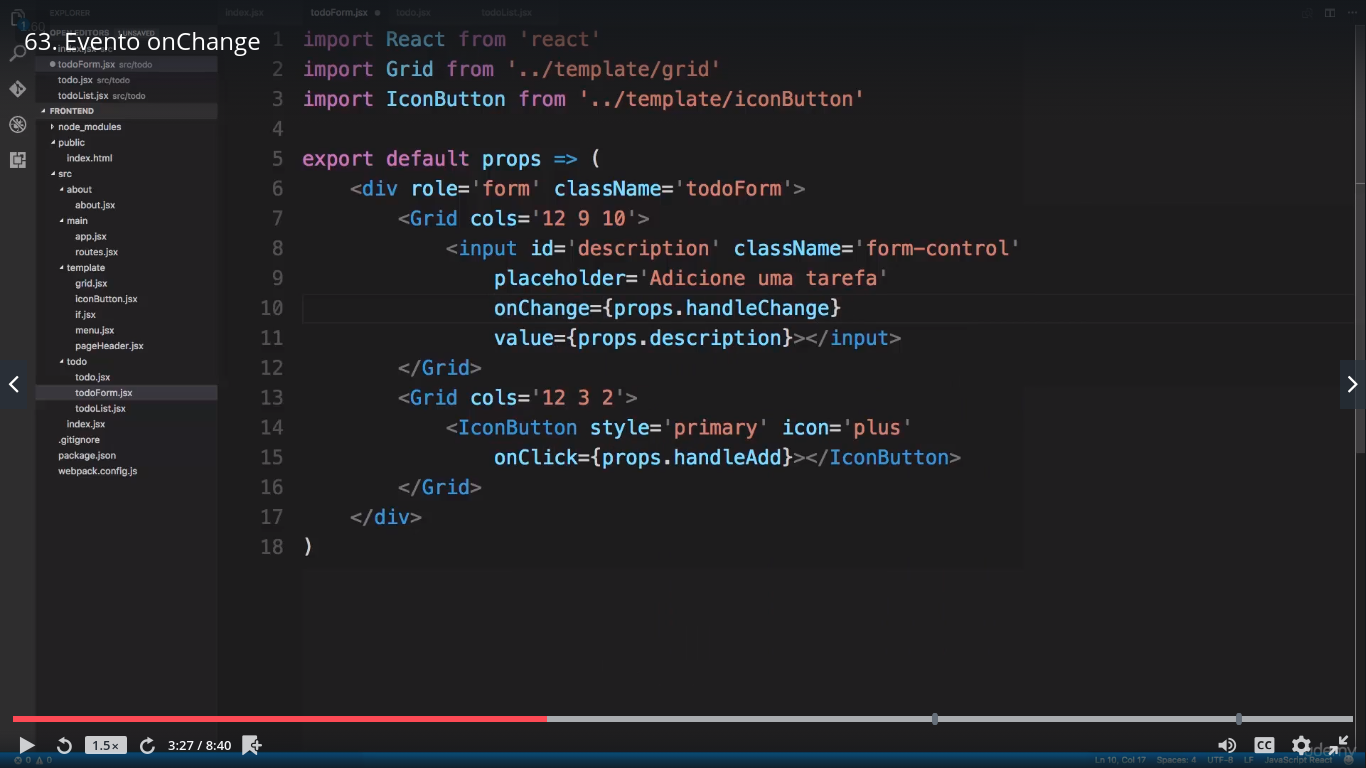 EXPLORER
index.jsx
todoForm.jsx
todo.jsx
todoList.jsx
OPEN EDITORS 1 UNSAVED
63. Evento onChange
index.jsx src
todoForm.jsx src/todo
todo.jsx src/todo
todoList.jsx src/todo
FRONTEND
node_modules
public
index.html
src
about
about.jsx
main
app.jsx
routes.jsx
template
grid.jsx
iconButton.jsx
if.jsx
menu.jsx
pageHeader.jsx
todo
todo.jsx
todoForm.jsx
todoList.jsx
index.jsx
.gitignore
package.json
webpack.config.js
1 import React from 'react'
2 import Grid from '../template/grid'
3 import IconButton from '../template/iconButton'
4
5 export default props => (
6 <div role='form' className='todoForm'>
7 <Grid cols='12 9 10'>
8 <input id='description' className='form-control'
9 placeholder='Adicione uma tarefa'
10 onChange={props.handleChange}
11 value={props.description}></input>
12 </Grid>
13 <Grid cols='12 3 2'>
14 <IconButton style='primary' icon='plus'
15 onClick={props.handleAdd}></IconButton>
16 </Grid>
17 </div>
18 )
1.5×
3:27 / 8:40
CC
udemy
0 0
Ln 10, Col 17 Spaces: 4 UTF-8 LF JavaScript React